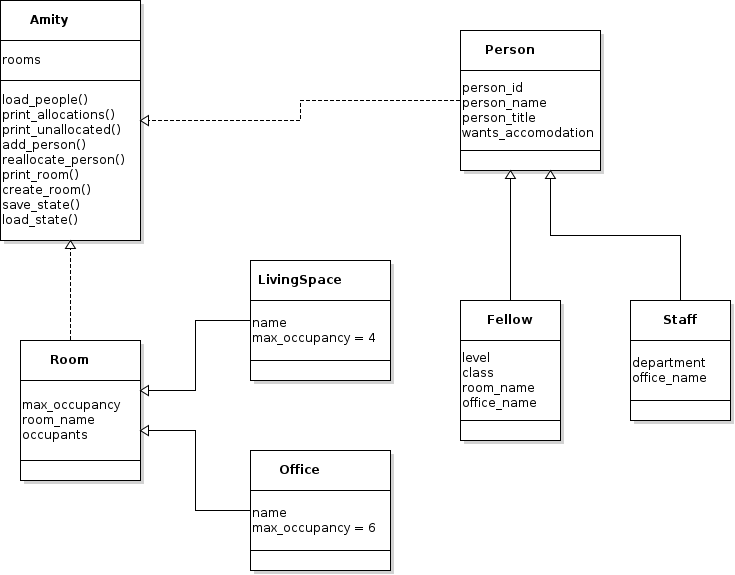 Amity
rooms
load_people()
print_allocations()
print_unallocated()
add_person()
reallocate_person()
print_room()
create_room()
save_state()
load_state()
Person
person_id
person_name
person_title
wants_accomodation
LivingSpace
name
max_occupancy = 4
Room
max_occupancy
room_name
occupants
Office
name
max_occupancy = 6
Fellow
level
class
room_name
office_name
Staff
department
office_name